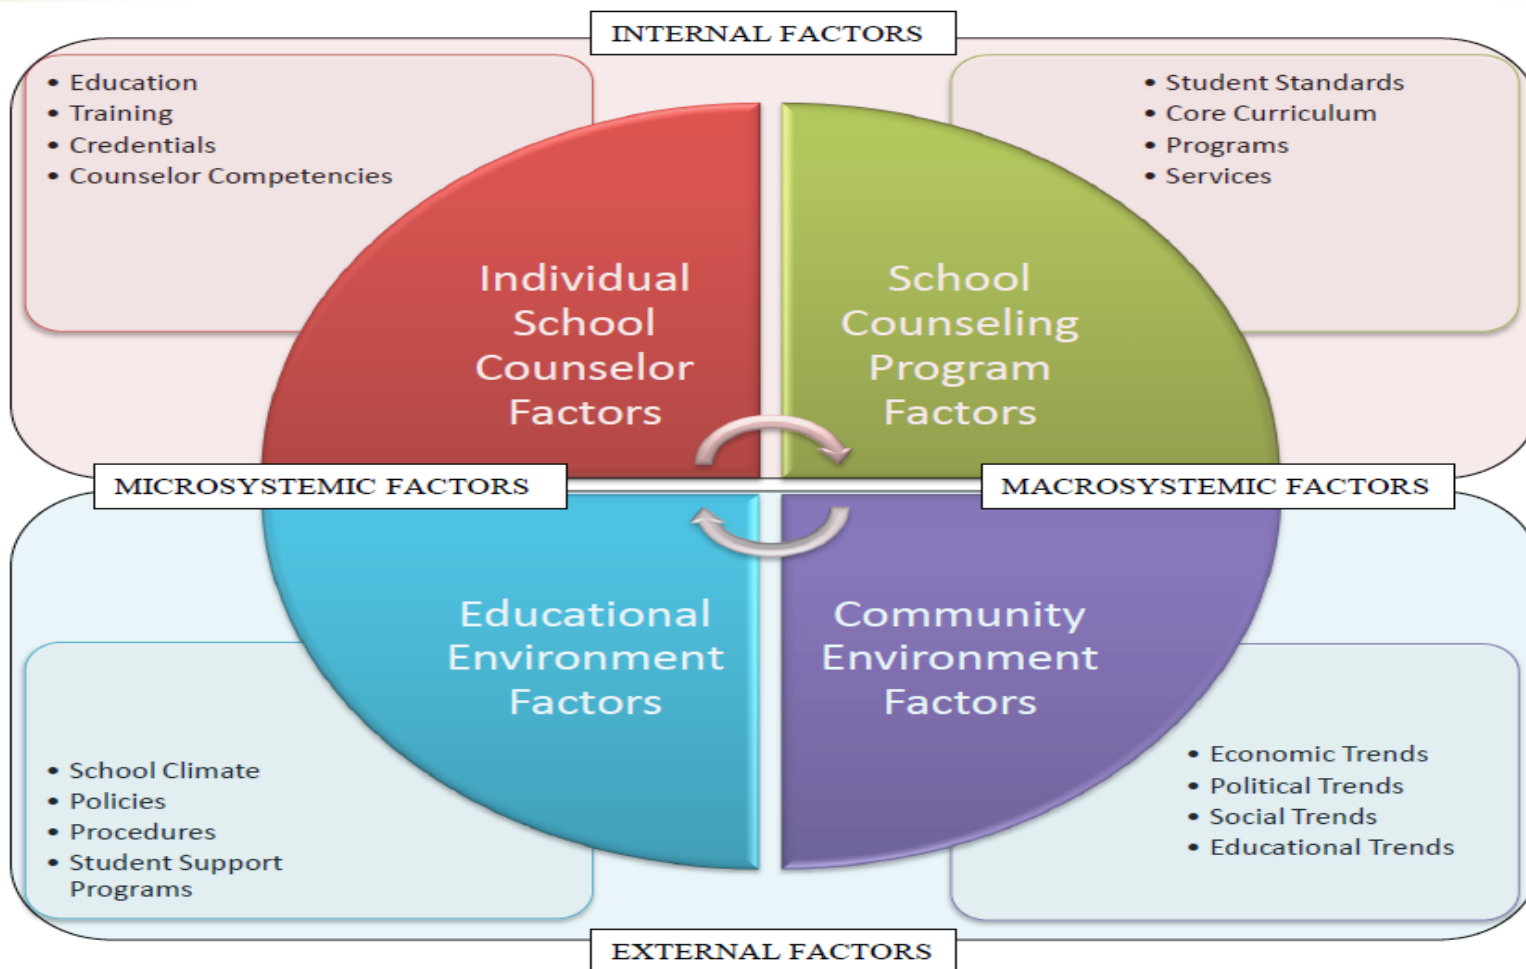 INTERNAL FACTORS
• Education
• Training
• Credentials
• Counselor Competencies
• Student Standards
• Core Curriculum
• Programs
• Services
Individual
School
Counselor
Factors
School
Counseling
Program
Factors
MICROSYSTEMIC FACTORS
MACROSYSTEMIC FACTORS
Educational
Environment
Factors
Community
Environment
Factors
• School Climate
• Policies
• Procedures
• Student Support
Programs
• Economic Trends
• Political Trends
• Social Trends
• Educational Trends
EXTERNAL FACTORS